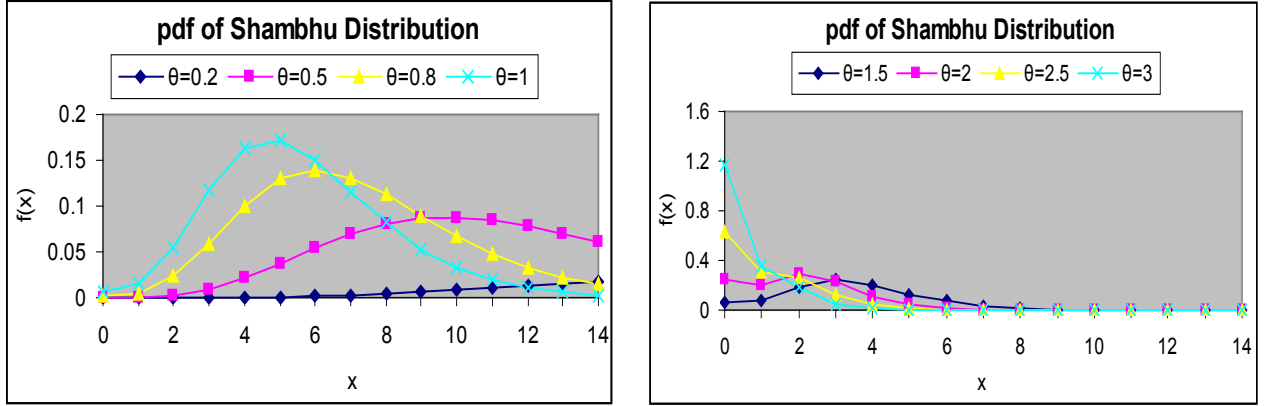 pdf of Shambhu Distribution
θ=0.2 θ=0.5 θ=0.8 θ=1
0.2
0.15
0.1
0.05
0
f(x)
0 2 4 6 8 10 12 14
x
pdf of Shambhu Distribution
θ=1.5 θ=2 θ=2.5 θ=3
1.6
1.2
0.8
0.4
0
f(x)
0 2 4 6 8 10 12 14
x